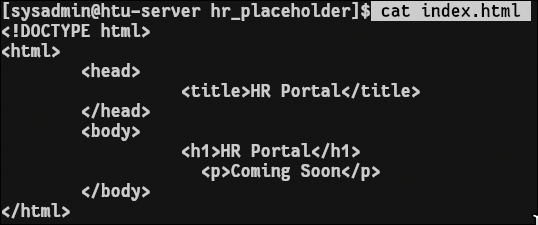 [sysadmin@htu-server hr_placeholder]$ cat index.html
<!DOCTYPE html>
<html>
        <head>
                  <title>HR Portal</title>
        </head>
        <body>
                  <h1>HR Portal</h1>
                    <p>Coming Soon</p>
        </body>
</html>